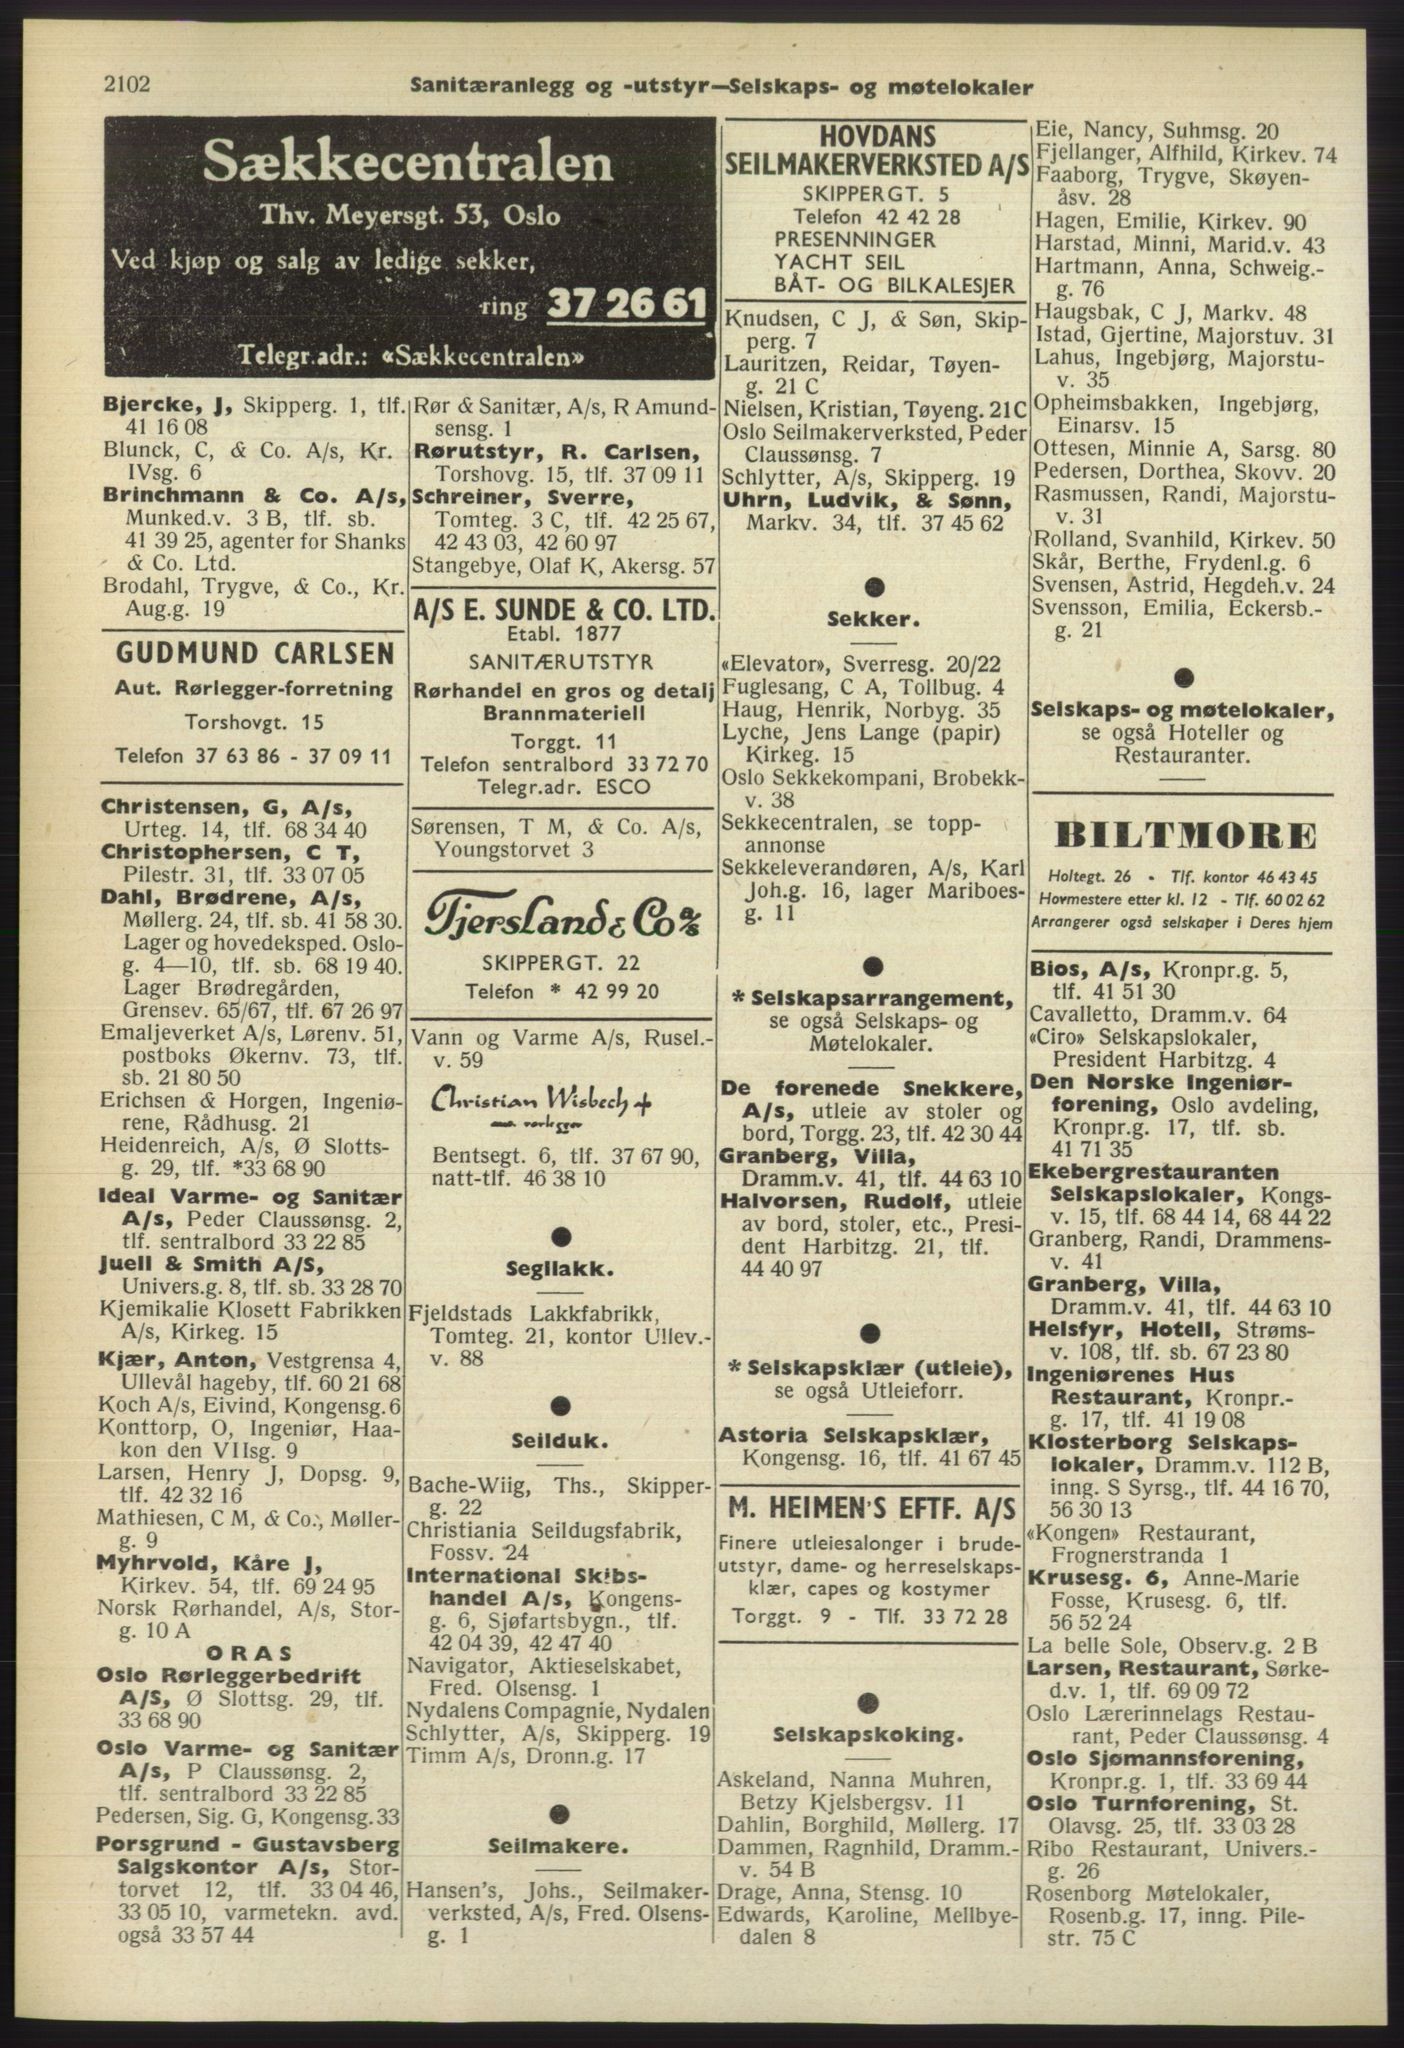 2102
Sanitæranlegg og -utstyr—Selskaps- og møtelokaler
Sækkecentralen
Thv. Meyersgt. 53, Oslo
Ved kjøp og salg av ledige sekker,
ring 37 26 61
Telegr.adr.: «Sækkecentralen»
Bjercke, J, Skipperg. 1, tlf.
41 16 08
Blunck, C, & Co. A/s, Kr.
IVsg. 6
Brinchmann & Co. A/s,
Munked.v. 3 B, tlf. sb.
41 39 25, agenter for Shanks
& Co. Ltd.
Brodahl, Trygve, & Co., Kr.
Aug.g. 19
GUDMUND CARLSEN
Aut. Rørlegger-forretning
Torshovgt. 15
Telefon 37 63 86 - 37 09 11
Christensen, G, A/s,
Urteg. 14, tlf. 68 34 40
Christophersen, C T,
Pilestr. 31, tlf. 33 07 05
Dahl, Brødrene, A/s,
Møllerg. 24, tlf. sb. 41 58 30.
Lager og hovedeksped. Oslo-
g. 4—10, tlf. sb. 68 19 40.
Lager Brødregården,
Grensev. 65/67, tlf. 67 26 97
Emaljeverket A/s, Lørenv. 51,
postboks Økernv. 73, tlf.
sb. 21 80 50
Erichsen & Horgen, Ingeniø-
rene, Rådhusg. 21
Heidenreich, A/s, Ø Slotts-
g. 29, tlf. *33 68 90
Ideal Varme- og Sanitær
A/s, Peder Claussønsg. 2,
tlf. sentralbord 33 22 85
Juell & Smith A/S,
Univers.g. 8, tlf. sb. 33 28 70
Kjemikalie Klosett Fabrikken
A/s, Kirkeg. 15
Kjær, Anton, Vestgrensa 4,
Ullevål hageby, tlf. 60 21 68
Koch A/s, Eivind, Kongensg. 6
Konttorp, O, Ingeniør, Haa-
kon den VIIsg. 9
Larsen, Henry J, Dopsg. 9,
tlf. 42 32 16
Mathiesen, C M, & Co., Møller-
g. 9
Myhrvold, Kåre J,
Kirkev. 54, tlf. 69 24 95
Norsk Rørhandel, A/s, Stor-
g. 10 A
ORAS
Oslo Rørleggerbedrift
A/S, Ø Slottsg. 29, tlf.
33 68 90
Oslo Varme- og Sanitær
A/s, P Claussønsg. 2,
tlf. sentralbord 33 22 85
Pedersen, Sig. G, Kongensg. 33
Porsgrund - Gustavsberg
Salgskontor A/s, Stor-
torvet 12, tlf. 33 04 46,
33 05 10, varmetekn. avd.
også 33 57 44
Rør & Sanitær, A/s, R Amund-
sensg. 1
Rørutstyr, R. Carlsen,
Torshovg. 15, tlf. 37 09 11
Schreiner, Sverre,
Tomteg. 3 C, tlf. 42 25 67,
42 43 03, 42 60 97
Stangebye, Olaf K, Akersg. 57
A/S E. SUNDE & CO. LTD.
Etabl. 1877
SANITÆRUTSTYR
Rørhandel en gros og detalj
Brannmateriell
Torggt. 11
Telefon sentralbord 33 72 70
Telegr.adr. ESCO
Sørensen, T M, & Co. A/s,
Youngstorvet 3
Tjersland & Co a/s
SKIPPERGT. 22
Telefon * 42 99 20
Vann og Varme A/s, Rusel.-
v. 59
Christian Wisbech
aut. rørlegger
Bentsegt. 6, tlf. 37 67 90,
natt-tlf. 46 38 10
Segllakk.
Fjeldstads Lakkfabrikk,
Tomteg. 21, kontor Ullev.-
v. 88
Seilduk.
Bache-Wiig, Ths., Skipper-
g. 22
Christiania Seildugsfabrik,
Fossv. 24
International Skibs-
handel A/s, Kongens-
g. 6, Sjøfartsbygn., tlf.
42 04 39, 42 47 40
Navigator, Aktieselskabet,
Fred. Olsensg. 1
Nydalens Compagnie, Nydalen
Schlytter, A/s, Skipperg. 19
Timm A/s, Dronn.g. 17
Seilmakere.
Hansen's, Johs., Seilmaker-
verksted, A/s, Fred. Olsens-
g. 1
HOVDANS
SEILMAKERVERKSTED A/S
SKIPPERGT. 5
Telefon 42 42 28
PRESENNINGER
YACHT SEIL
BÅT- OG BILKALESJER
Knudsen, C J, & Søn, Skip-
perg. 7
Lauritzen, Reidar, Tøyen-
g. 21 C
Nielsen, Kristian, Tøyeng. 21C
Oslo Seilmakerverksted, Peder
Claussønsg. 7
Schlytter, A/s, Skipperg. 19
Uhrn, Ludvik, & Sønn,
Markv. 34, tlf. 37 45 62
Sekker.
«Elevator», Sverresg. 20/22
Fuglesang, C A, Tollbug. 4
Haug, Henrik, Norbyg. 35
Lyche, Jens Lange (papir)
Kirkeg. 15
Oslo Sekkekompani, Brobekk-
v. 38
Sekkecentralen, se topp-
annonse
Sekkeleverandøren, A/s, Karl
Joh.g. 16, lager Mariboes-
g. 11
* Selskapsarrangement,
se også Selskaps- og
Møtelokaler.
De forenede Snekkere,
A/s, utleie av stoler og
bord, Torgg. 23, tlf. 42 30 44
Granberg, Villa,
Dramm.v. 41, tlf. 44 63 10
Halvorsen, Rudolf, utleie
av bord, stoler, etc., Presi-
dent Harbitzg. 21, tlf.
44 40 97
* Selskapsklær (utleie),
se også Utleieforr.
Astoria Selskapsklær,
Kongensg. 16, tlf. 41 67 45
M. HEIMEN'S EFTF. A/S
Finere utleiesalonger i brude-
utstyr, dame- og herreselskaps-
klær, capes og kostymer
Torggt. 9 - Tlf. 33 72 28
Selskapskoking.
Askeland, Nanna Muhren,
Betzy Kjelsbergsv. 11
Dahlin, Borghild, Møllerg. 17
Dammen, Ragnhild, Dramm.-
v. 54 B
Drage, Anna, Stensg. 10
Edwards, Karoline, Mellbye-
dalen 8
Eie, Nancy, Suhmsg. 20
Fjellanger, Alfhild, Kirkev. 74
Faaborg, Trygve, Skøyen-
åsv. 28
Hagen, Emilie, Kirkev. 90
Harstad, Minni, Marid.v. 43
Hartmann, Anna, Schweig.-
g. 76
Haugsbak, C J, Markv. 48
Istad, Gjertine, Majorstuv. 31
Lahus, Ingebjørg, Majorstu-
v. 35
Opheimsbakken, Ingebjørg,
Einarsv. 15
Ottesen, Minnie A, Sarsg. 80
Pedersen, Dorthea, Skovv. 20
Rasmussen, Randi, Majorstu-
v. 31
Rolland, Svanhild, Kirkev. 50
Skår, Berthe, Frydenl.g. 6
Svensen, Astrid, Hegdeh.v. 24
Svensson, Emilia, Eckersb.-
g. 21
Selskaps- og møtelokaler,
se også Hoteller og
Restauranter.
BILTMORE
Holtegt. 26 • Tlf. kontor 46 43 45
Hovmestere etter kl. 12 - Tlf. 60 02 62
Arrangerer også selskaper i Deres hjem
Bios, A/s, Kronpr.g. 5,
tlf. 41 51 30
Cavalletto, Dramm.v. 64
«Ciro» Selskapslokaler,
President Harbitzg. 4
Den Norske Ingeniør-
forening, Oslo avdeling,
Kronpr.g. 17, tlf. sb.
41 71 35
Ekebergrestauranten
Selskapslokaler, Kongs-
v. 15, tlf. 68 44 14, 68 44 22
Granberg, Randi, Drammens-
v. 41
Granberg, Villa,
Dramm.v. 41, tlf. 44 63 10
Helsfyr, Hotell, Strøms-
v. 108, tlf. sb. 67 23 80
Ingeniørenes Hus
Restaurant, Kronpr.-
g. 17, tlf. 41 19 08
Klosterborg Selskaps-
lokaler, Dramm.v. 112 B,
inng. S Syrsg., tlf. 44 16 70,
56 30 13
«Kongen» Restaurant,
Frognerstranda 1
Krusesg. 6, Anne-Marie
Fosse, Krusesg. 6, tlf.
56 52 24
La belle Sole, Observ.g. 2 B
Larsen, Restaurant, Sørke-
d.v. 1, tlf. 69 09 72
Oslo Lærerinnelags Restau-
rant, Peder Claussønsg. 4
Oslo Sjømannsforening,
Kronpr.g. 1, tlf. 33 69 44
Oslo Turnforening, St.
Olavsg. 25, tlf. 33 03 28
Ribo Restaurant, Univers.-
g. 26
Rosenborg Møtelokaler,
Rosenb.g. 17, inng. Pile-
str. 75 C